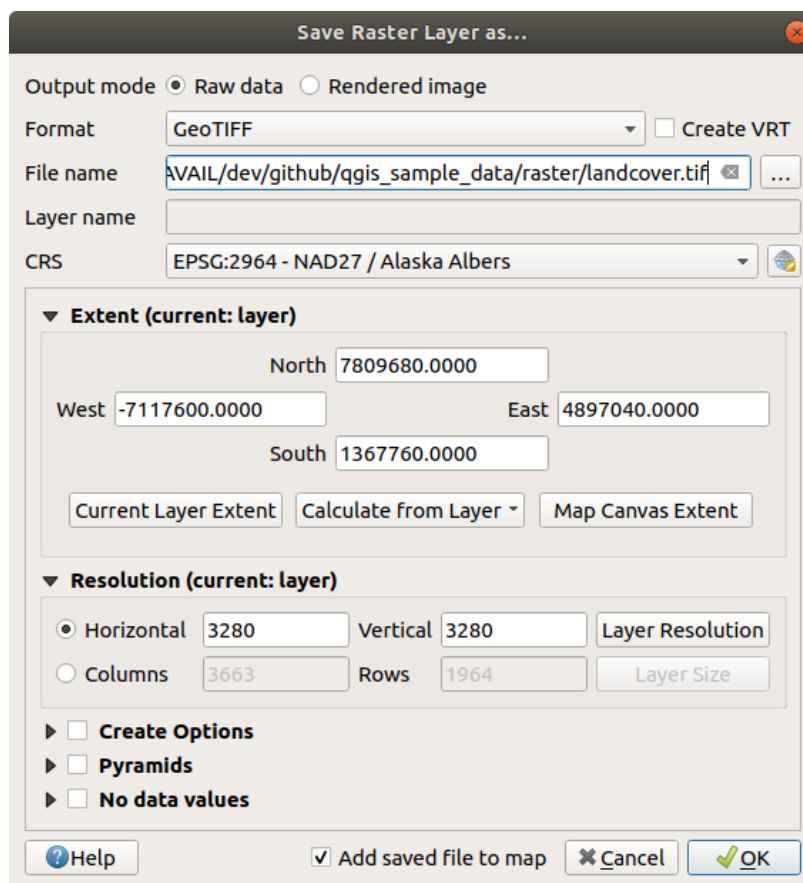 Save Raster Layer as...
Output mode Raw data Rendered image
Format GeoTIFF Create VRT
File name AVAIL/dev/github/qgis_sample_data/raster/landcover.tif ...
Layer name
CRS EPSG:2964 - NAD27 / Alaska Albers
Extent (current: layer)
North 7809680.0000
West -7117600.0000 East 4897040.0000
South 1367760.0000
Current Layer Extent Calculate from Layer Map Canvas Extent
Resolution (current: layer)
Horizontal 3280 Vertical 3280 Layer Resolution
Columns 3663 Rows 1964 Layer Size
Create Options
Pyramids
No data values
Help Add saved file to map Cancel OK